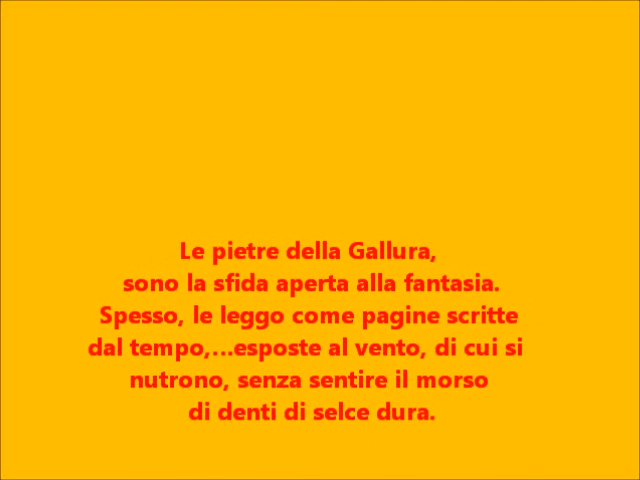 Le pietre della Gallura,
sono la sfida aperta alla fantasia.
Spesso, le leggo come pagine scritte
dal tempo,...esposte al vento, di cui si
nutrono, senza sentire il morso
di denti di selce dura.